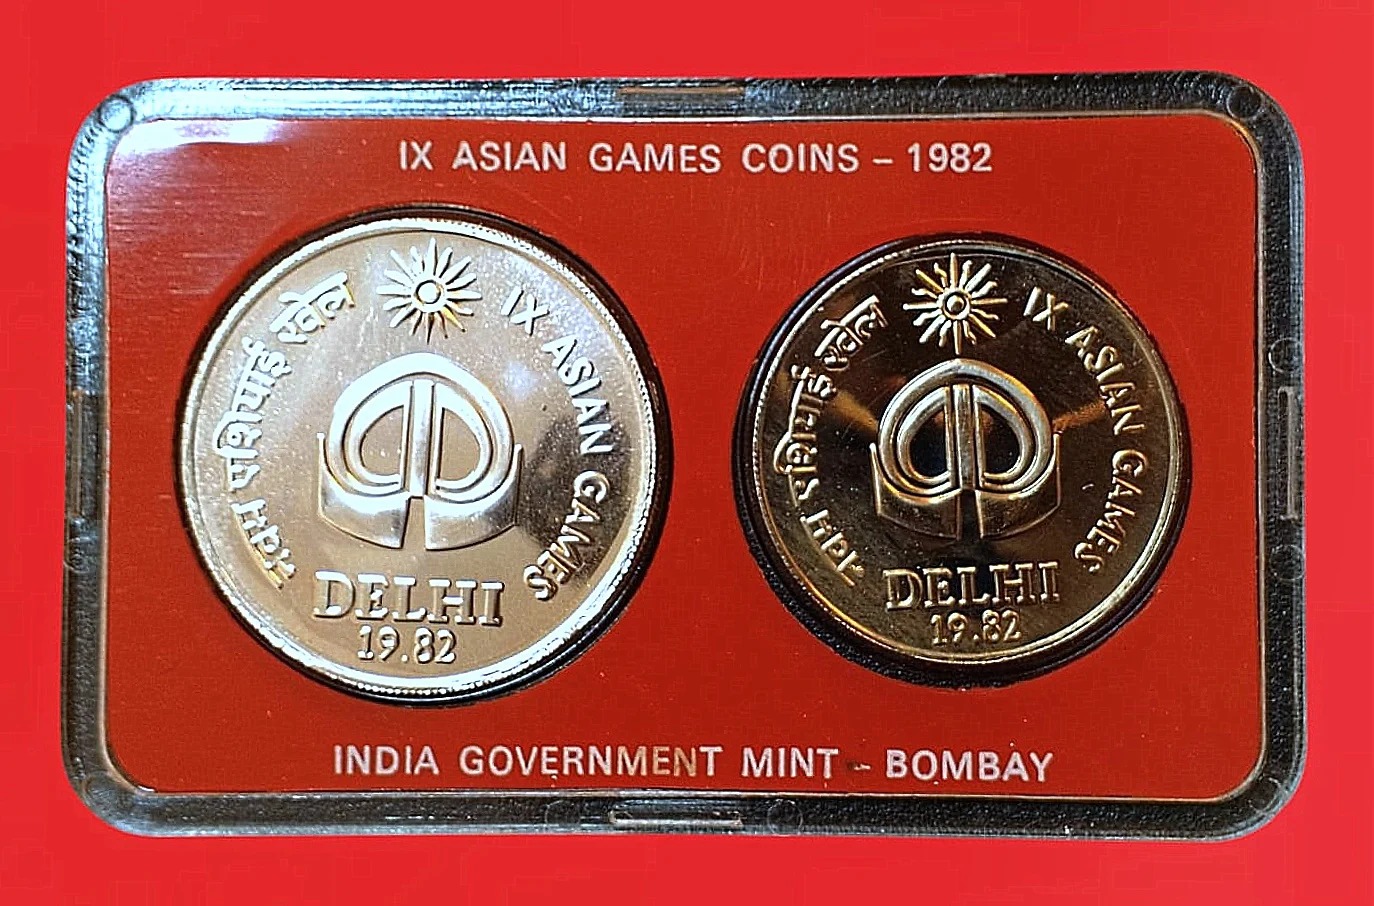 IX ASIAN GAMES COINS – 1982
नवम एशियाई खेल
IX ASIAN GAMES
DELHI
19.82
नवम एशियाई खेल
IX ASIAN GAMES
DELHI
19.82
INDIA GOVERNMENT MINT - BOMBAY